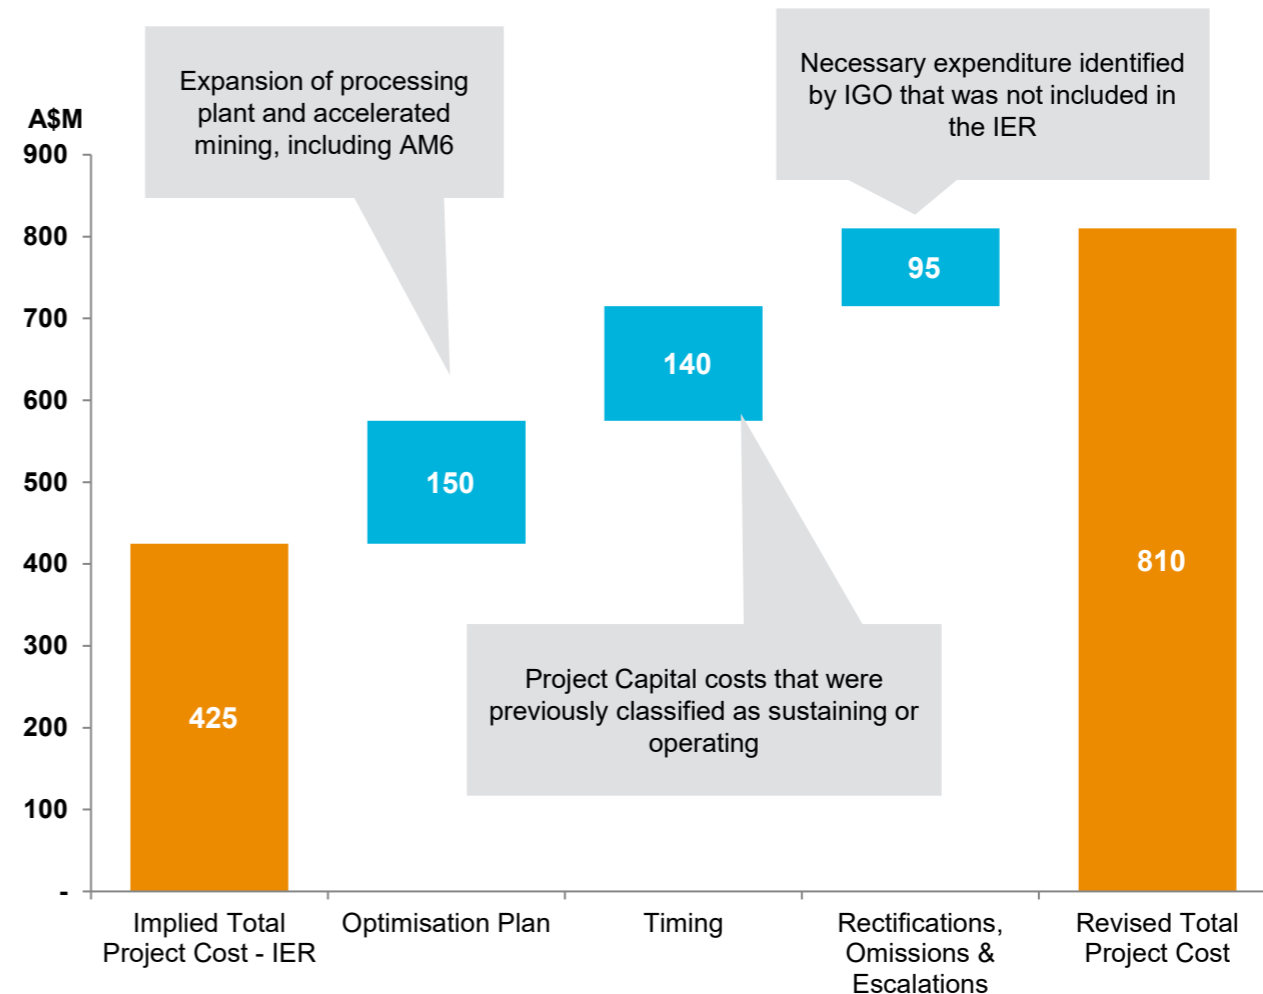 Expansion of processing
plant and accelerated
mining, including AM6
Necessary expenditure identified
by IGO that was not included in
the IER
A$M
900
800
700
600
500
400
300
200
100
-
95
140
150
810
425
Project Capital costs that were
previously classified as sustaining or
operating
Implied Total
Project Cost - IER
Optimisation Plan
Timing
Rectifications,
Omissions &
Escalations
Revised Total
Project Cost